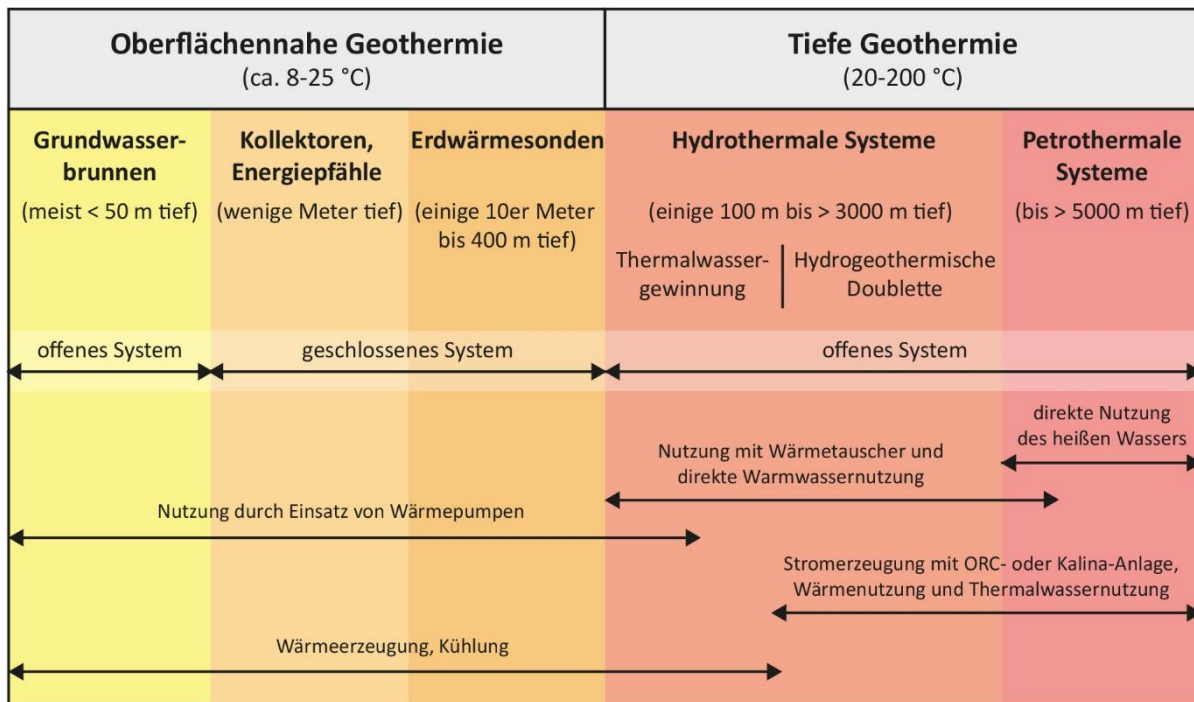 Oberflächennahe Geothermie
(ca. 8-25 °C)
Tiefe Geothermie
(20-200 °C)
Grundwasser-
brunnen
(meist < 50 m tief)
Kollektoren,
Energiepfähle
(wenige Meter tief)
Erdwärmesonden
(einige 10er Meter
bis 400 m tief)
Hydrothermale Systeme
(einige 100 m bis > 3000 m tief)
Thermalwasser-
gewinnung
Hydrogeothermische
Doublette
Petrothermale
Systeme
(bis > 5000 m tief)
offenes System
geschlossenes System
offenes System
direkte Nutzung
des heißen Wassers
Nutzung mit Wärmetauscher und
direkte Warmwassernutzung
Nutzung durch Einsatz von Wärmepumpen
Stromerzeugung mit ORC- oder Kalina-Anlage,
Wärmenutzung und Thermalwassernutzung
Wärmeerzeugung, Kühlung